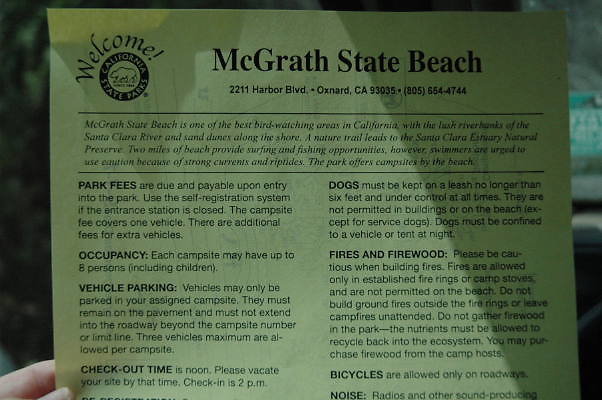 Welcome!
CALIFORNIA
STATE PARKS
McGrath State Beach
2211 Harbor Blvd. • Oxnard, CA 93035 • (805) 654-4744
McGrath State Beach is one of the best bird-watching areas in California, with the lush riverbanks of the
Santa Clara River and sand dunes along the shore. A nature trail leads to the Santa Clara Estuary Natural
Preserve. Two miles of beach provide surfing and fishing opportunities, however, swimmers are urged to
use caution because of strong currents and riptides. The park offers campsites by the beach.
PARK FEES are due and payable upon entry
into the park. Use the self-registration system
if the entrance station is closed. The campsite
fee covers one vehicle. There are additional
fees for extra vehicles.
OCCUPANCY: Each campsite may have up to
8 persons (including children).
VEHICLE PARKING: Vehicles may only be
parked in your assigned campsite. They must
remain on the pavement and must not extend
into the roadway beyond the campsite number
or limit line. Three vehicles maximum are al-
lowed per campsite.
CHECK-OUT TIME is noon. Please vacate
your site by that time. Check-in is 2 p.m.
DOGS must be kept on a leash no longer than
six feet and under control at all times. They are
not permitted in buildings or on the beach (ex-
cept for service dogs). Dogs must be confined
to a vehicle or tent at night.
FIRES AND FIREWOOD: Please be cau-
tious when building fires. Fires are allowed
only in established fire rings or camp stoves,
and are not permitted on the beach. Do not
build ground fires outside the fire rings or leave
campfires unattended. Do not gather firewood
in the park—the nutrients must be allowed to
recycle back into the ecosystem. You may pur-
chase firewood from the camp hosts.
BICYCLES are allowed only on roadways.
NOISE: Radios and other sound-producing